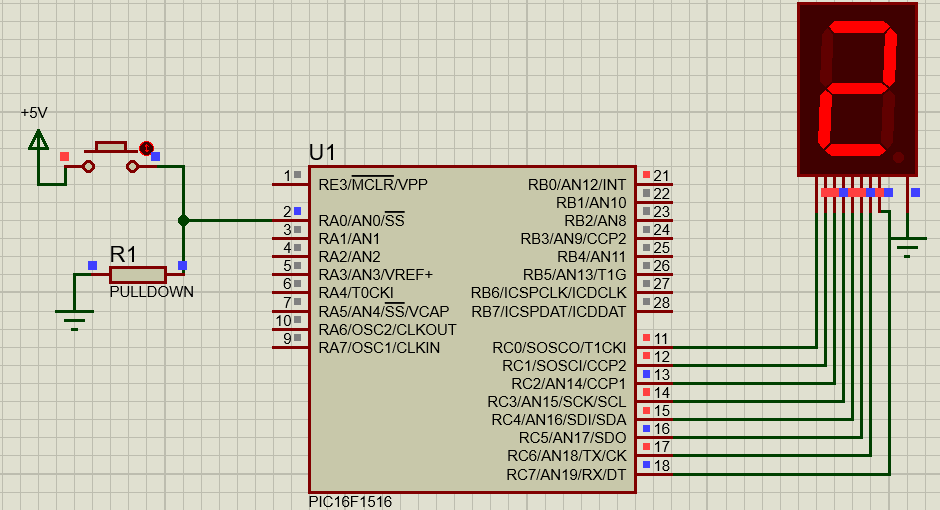 +5V
U1
1 RE3/MCLR/VPP
2 RA0/AN0/SS
3 RA1/AN1
4 RA2/AN2
5 RA3/AN3/VREF+
6 RA4/T0CKI
7 RA5/AN4/SS/VCAP
10 RA6/OSC2/CLKOUT
9 RA7/OSC1/CLKIN
RB0/AN12/INT 21
RB1/AN10 22
RB2/AN8 23
RB3/AN9/CCP2 24
RB4/AN11 25
RB5/AN13/T1G 26
RB6/ICSPCLK/ICDCLK 27
RB7/ICSPDAT/ICDDAT 28
RC0/SOSCO/T1CKI 11
RC1/SOSCI/CCP2 12
RC2/AN14/CCP1 13
RC3/AN15/SCK/SCL 14
RC4/AN16/SDI/SDA 15
RC5/AN17/SDO 16
RC6/AN18/TX/CK 17
RC7/AN19/RX/DT 18
PIC16F1516
R1
PULLDOWN
2